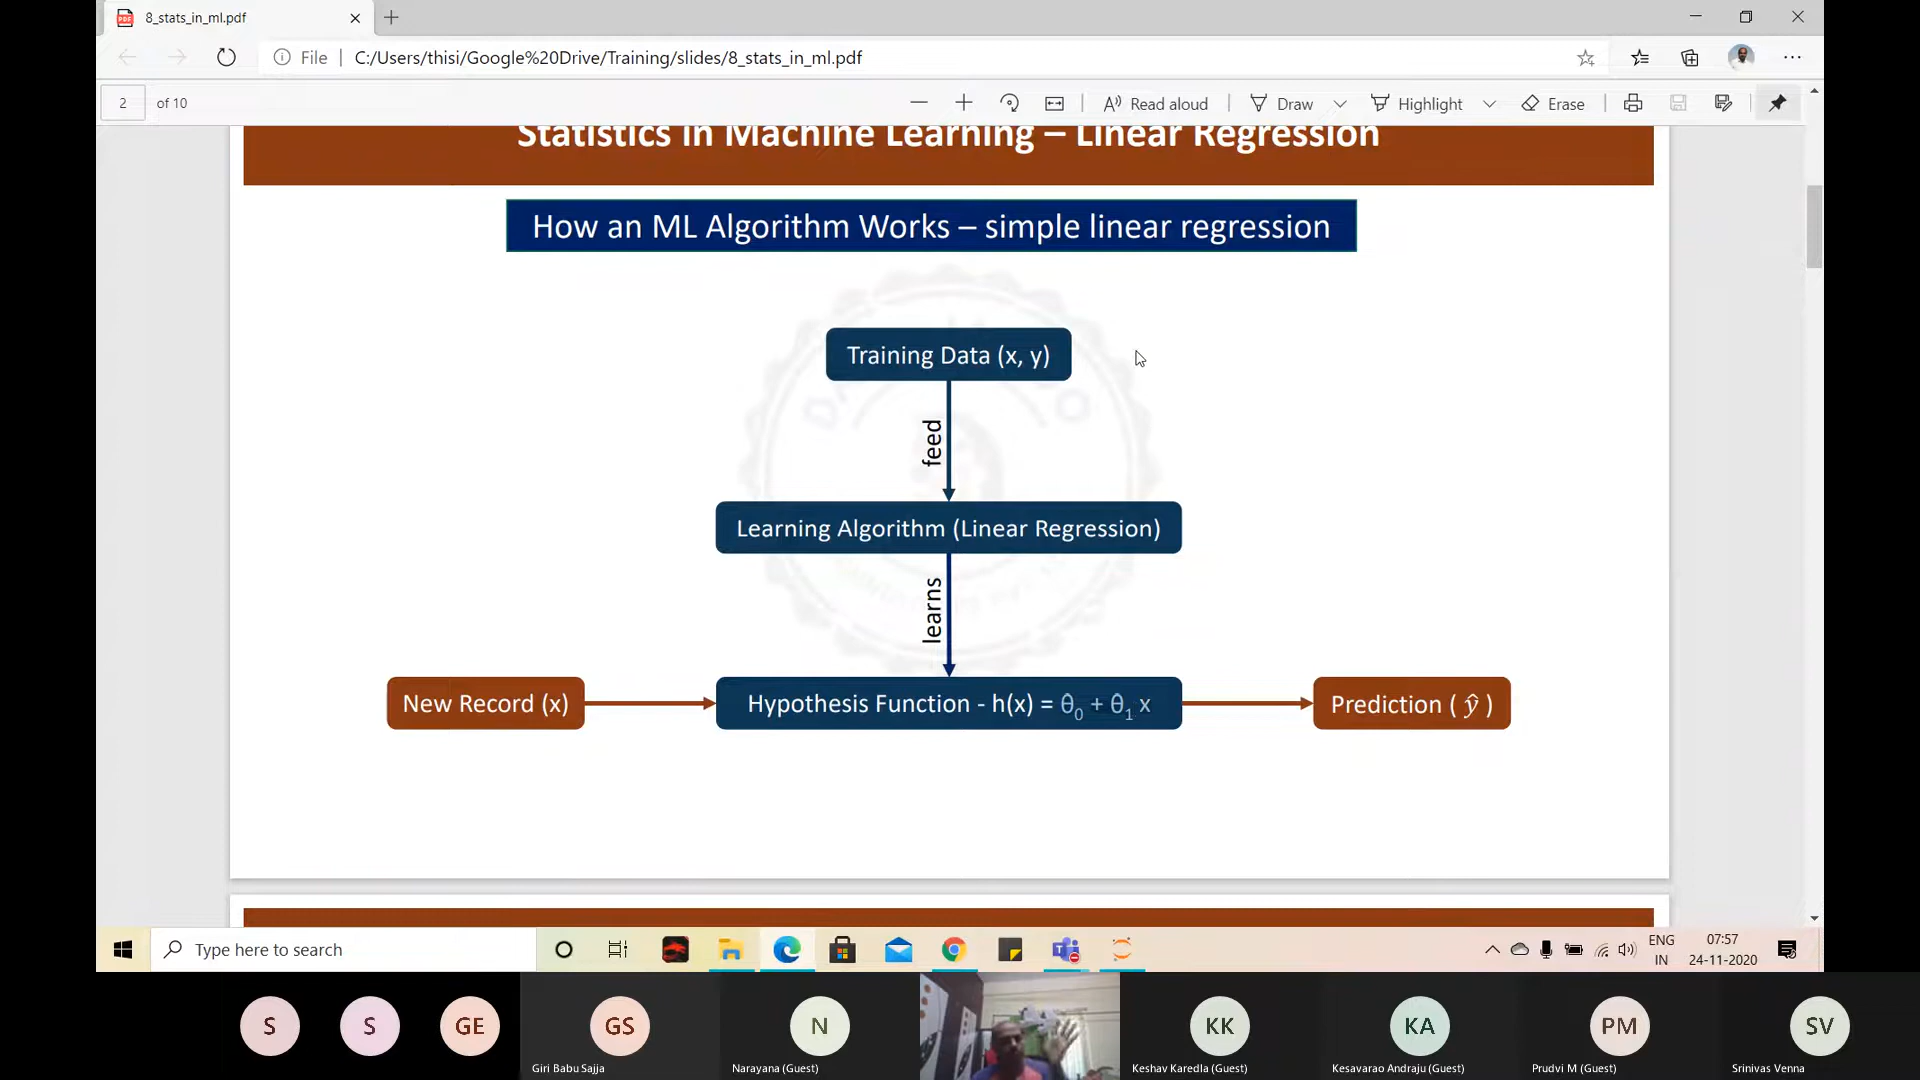 8_stats_in_ml.pdf
File | C:/Users/thisi/Google%20Drive/Training/slides/8_stats_in_ml.pdf
2 of 10
Read aloud
Draw
Highlight
Erase
Statistics in Machine Learning – Linear Regression
How an ML Algorithm Works – simple linear regression
Training Data (x, y)
feed
Learning Algorithm (Linear Regression)
learns
New Record (x)
Hypothesis Function - h(x) = θ̂₀ + θ̂₁ x
Prediction ( ŷ )
Type here to search
ENG
IN
07:57
24-11-2020
S
S
GE
GS
N
KK
KA
PM
SV
Giri Babu Sajja
Narayana (Guest)
Keshav Karedla (Guest)
Kesavarao Andraju (Guest)
Prudvi M (Guest)
Srinivas Venna